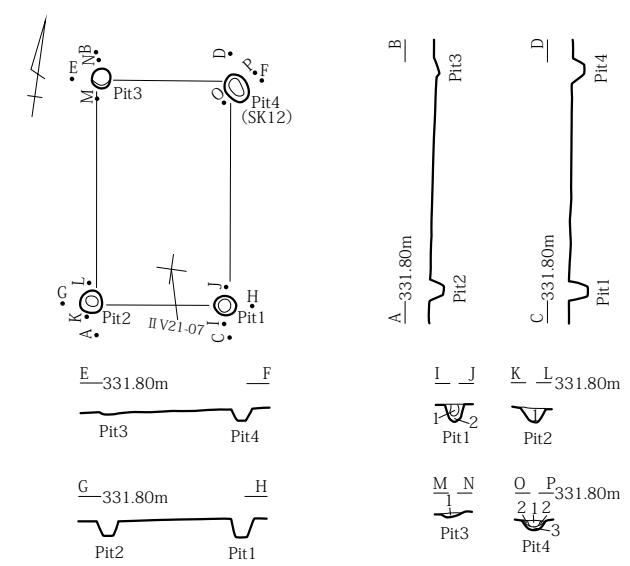 B
N
E
M
Pit3
D
P
F
O
Pit4
(SK12)
L
G
K
A
Pit2
ⅡV21-07
J
H
I
C
Pit1
B
Pit3
A
331.80m
Pit2
D
Pit4
C
331.80m
Pit1
E
331.80m
F
Pit3
Pit4
G
331.80m
H
Pit2
Pit1
I J
1
2
Pit1
K L 331.80m
1
Pit2
M N
1
Pit3
O P 331.80m
2 1 2
3
Pit4